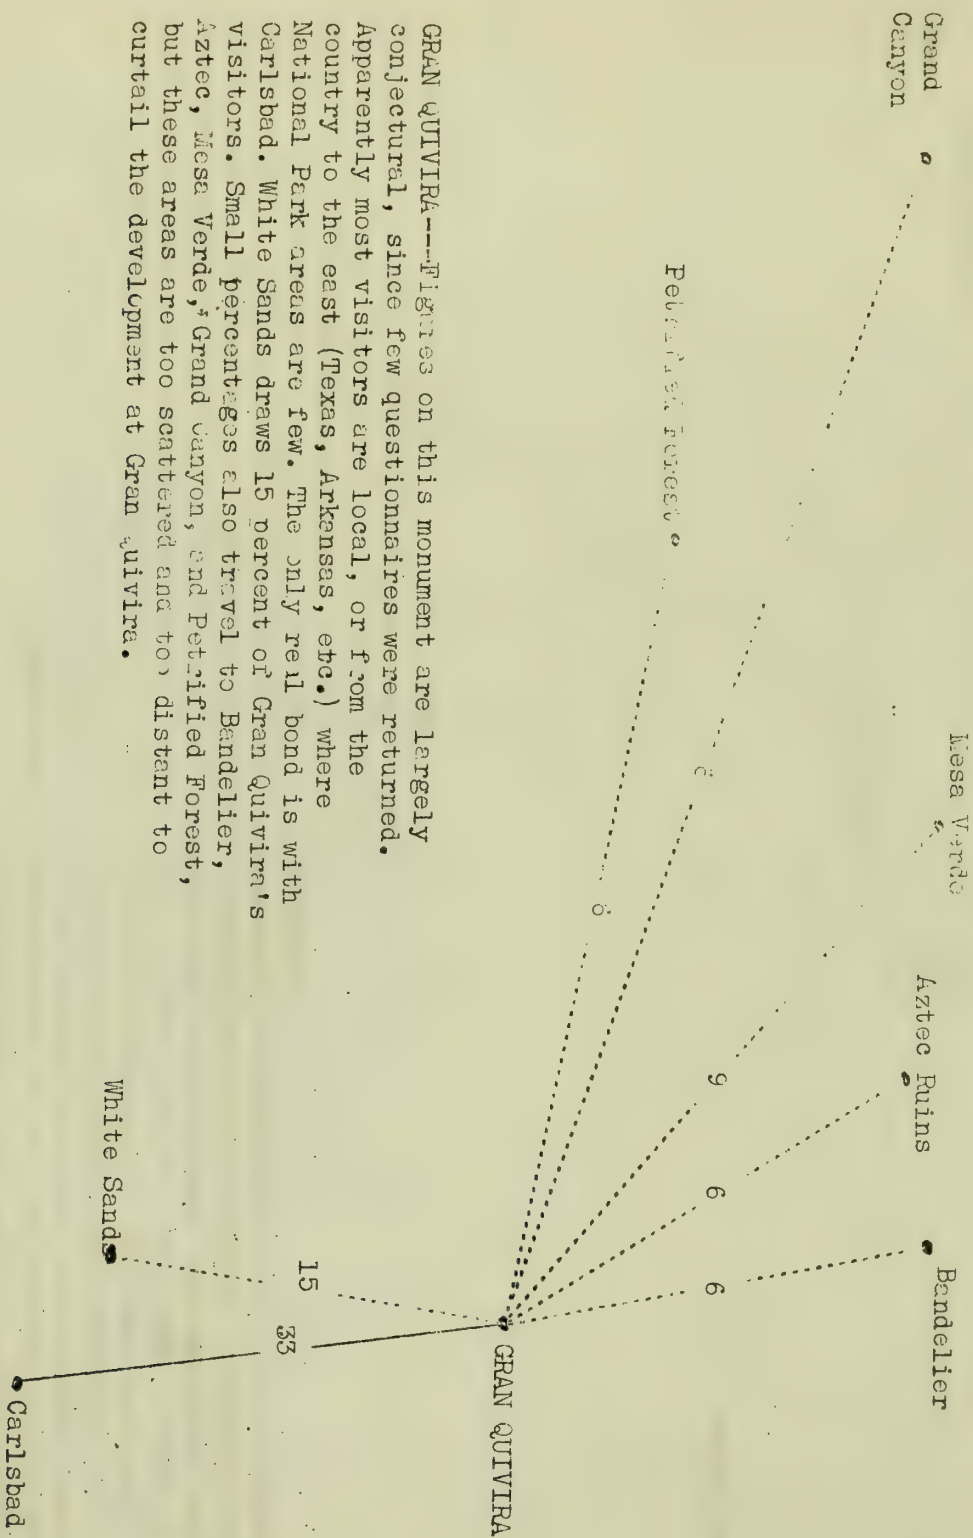 Grand
Canyon
Mesa Verde
Aztec Ruins
Bandelier
Petrified Forest
9
6
6
6
GRAN QUIVIRA
15
33
White Sands
Carlsbad
GRAN QUIVIRA---Figures on this monument are largely
conjectural, since few questionnaires were returned.
Apparently most visitors are local, or from the
country to the east (Texas, Arkansas, etc.) where
National Park areas are few. The only real bond is with
Carlsbad. White Sands draws 15 percent of Gran Quivira's
visitors. Small percentages also travel to Bandelier,
Aztec, Mesa Verde, Grand Canyon, and Petrified Forest,
but these areas are too scattered and too distant to
curtail the development at Gran Quivira.